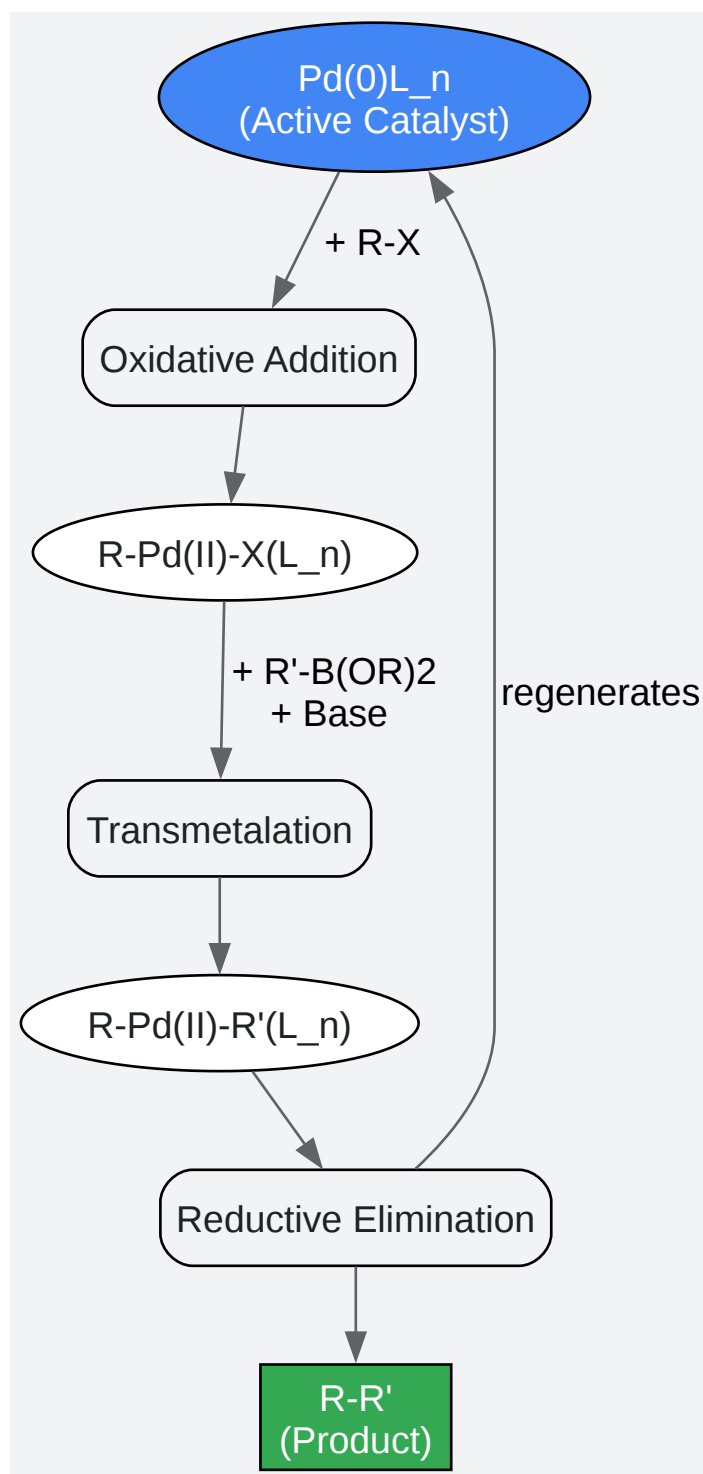 Pd(0)L_n
(Active Catalyst)
+ R-X
Oxidative Addition
R-Pd(II)-X(L_n)
+ R'-B(OR)2
+ Base
regenerates
Transmetalation
R-Pd(II)-R'(L_n)
Reductive Elimination
R-R'
(Product)